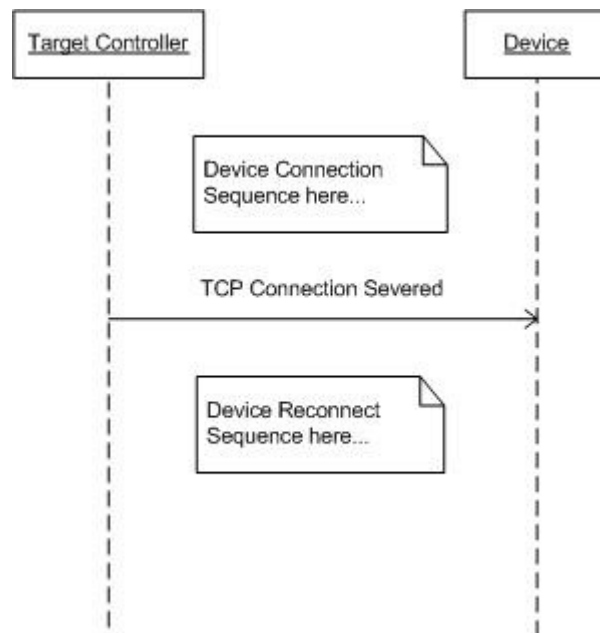 Target Controller
Device
Device Connection
Sequence here...
TCP Connection Severed
Device Reconnect
Sequence here...